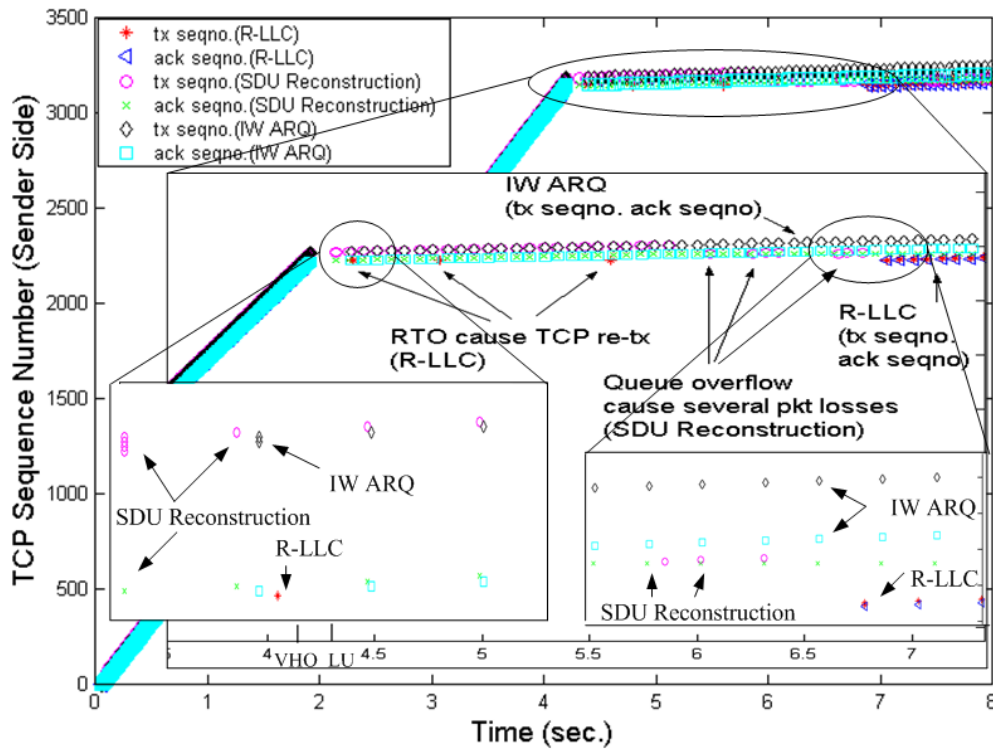 3500
3000
2500
2000
1500
1000
500
0
TCP Sequence Number (Sender Side)
tx seqno.(R-LLC)
ack seqno.(R-LLC)
tx seqno.(SDU Reconstruction)
ack seqno.(SDU Reconstruction)
tx seqno.(IW ARQ)
ack seqno.(IW ARQ)
IW ARQ
(tx seqno. ack seqno)
RTO cause TCP re-tx
(R-LLC)
Queue overflow
cause several pkt losses
(SDU Reconstruction)
R-LLC
(tx seqno.
ack seqno)
IW ARQ
SDU Reconstruction
R-LLC
IW ARQ
R-LLC
SDU Reconstruction
4 4.5 5 5.5 6 6.5 7
VHO LU
0 1 2 3 4 5 6 7 8
Time (sec.)